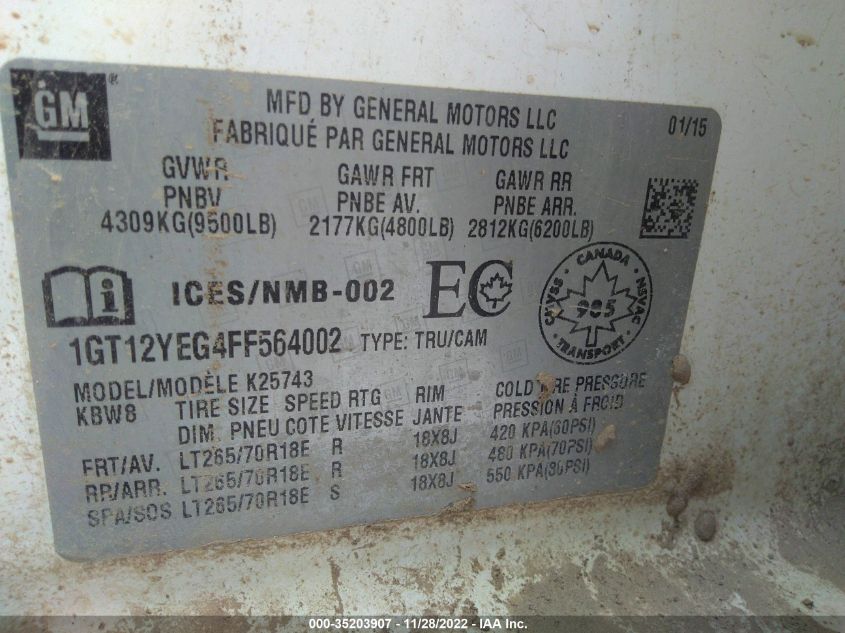 GM®
MFD BY GENERAL MOTORS LLC
FABRIQUÉ PAR GENERAL MOTORS LLC
01/15
GVWR GAWR FRT GAWR RR
PNBV PNBE AV. PNBE ARR.
4309KG(9500LB) 2177KG(4800LB) 2812KG(6200LB)
i ICES/NMB-002 EC
CANADA
CMVSS 905 NSVAC
TRANSPORT
1GT12YEG4FF564002 TYPE: TRU/CAM
MODEL/MODÈLE K25743
KBW8 TIRE SIZE SPEED RTG RIM COLD TIRE PRESSURE
DIM. PNEU COTE VITESSE JANTE PRESSION À FROID
FRT/AV. LT265/70R18E R 18X8J 420 KPA(60PSI)
RR/ARR. LT265/70R18E R 18X8J 480 KPA(70PSI)
SPA/SOS LT265/70R18E S 18X8J 550 KPA(80PSI)
000-35203907 - 11/28/2022 - IAA Inc.